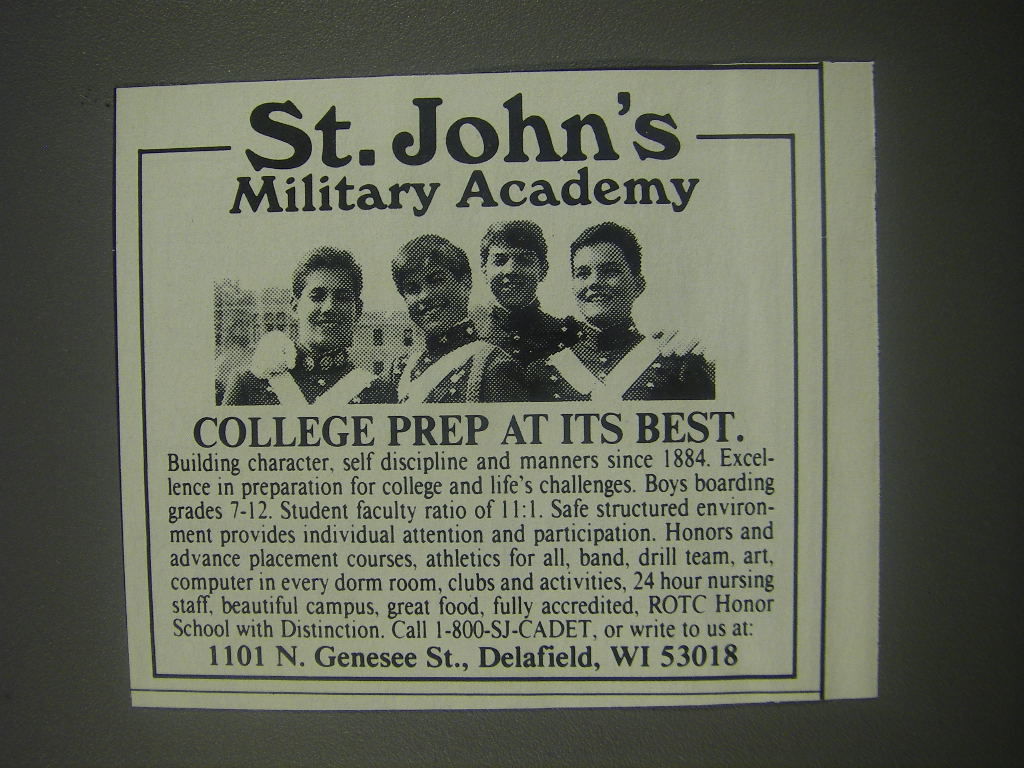 St. John's
Military Academy
COLLEGE PREP AT ITS BEST.
Building character, self discipline and manners since 1884. Excel-
lence in preparation for college and life's challenges. Boys boarding
grades 7-12. Student faculty ratio of 11:1. Safe structured environ-
ment provides individual attention and participation. Honors and
advance placement courses, athletics for all, band, drill team, art,
computer in every dorm room, clubs and activities, 24 hour nursing
staff, beautiful campus, great food, fully accredited, ROTC Honor
School with Distinction. Call 1-800-SJ-CADET, or write to us at:
1101 N. Genesee St., Delafield, WI 53018